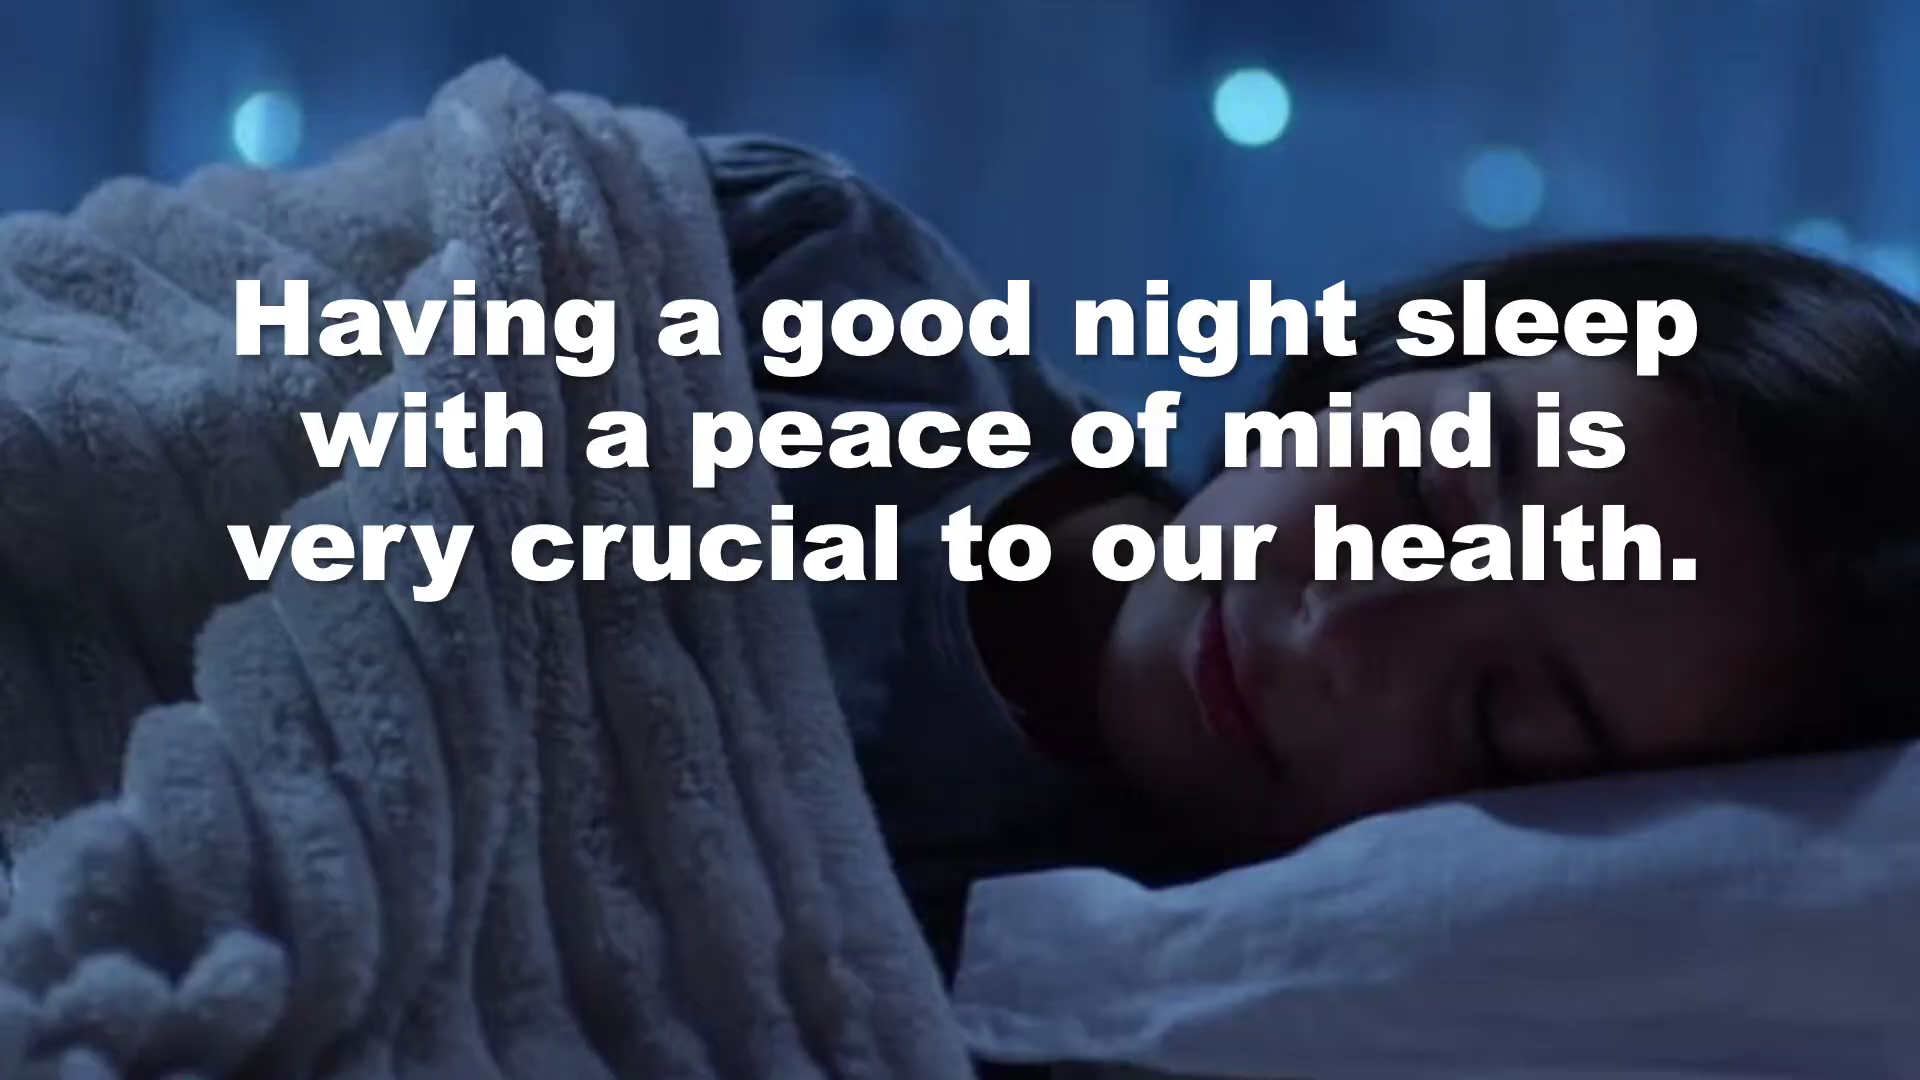 Having a good night sleep
with a peace of mind is
very crucial to our health.